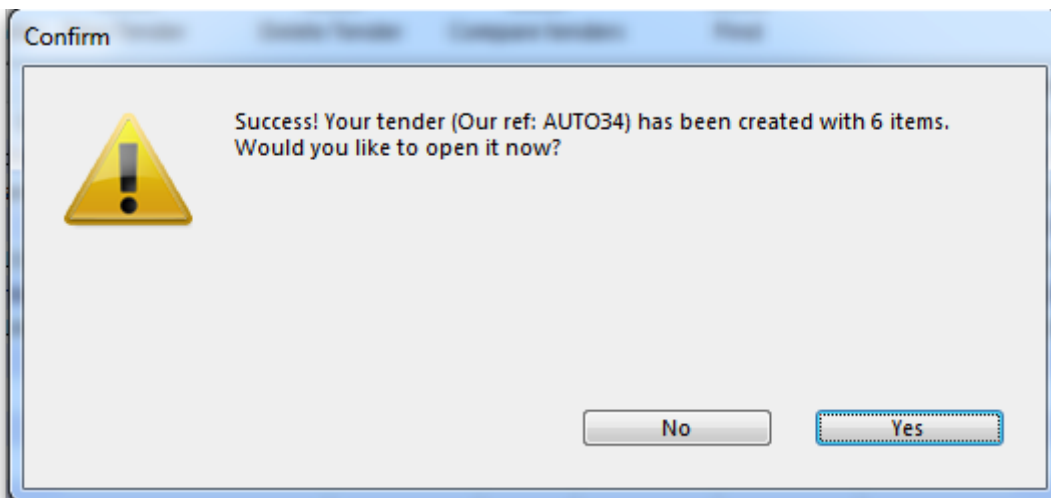 Confirm
Success! Your tender (Our ref: AUTO34) has been created with 6 items.
Would you like to open it now?
No
Yes